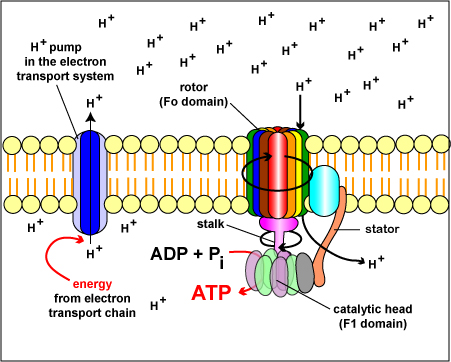 H+ pump
in the electron
transport system
H+ H+ H+ H+ H+ H+ H+ H+
H+ H+ H+ H+ H+ H+ H+
rotor
(Fo domain)
H+
H+
H+
H+
H+
H+
energy
from electron
transport chain
H+
ADP + Pi
ATP
stalk
stator
H+
catalytic head
(F1 domain)